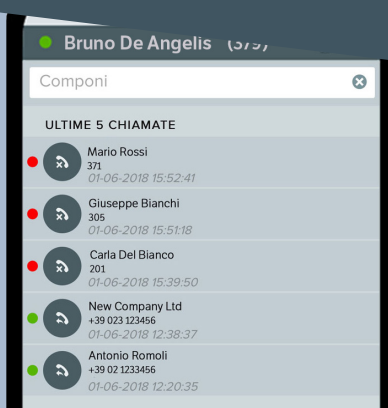 Bruno De Angelis (379)
Componi
ULTIME 5 CHIAMATE
Mario Rossi
371
01-06-2018 15:52:41
Giuseppe Bianchi
305
01-06-2018 15:51:18
Carla Del Bianco
201
01-06-2018 15:39:50
New Company Ltd
+39 023 123456
01-06-2018 12:38:37
Antonio Romoli
+39 02 1233456
01-06-2018 12:20:35